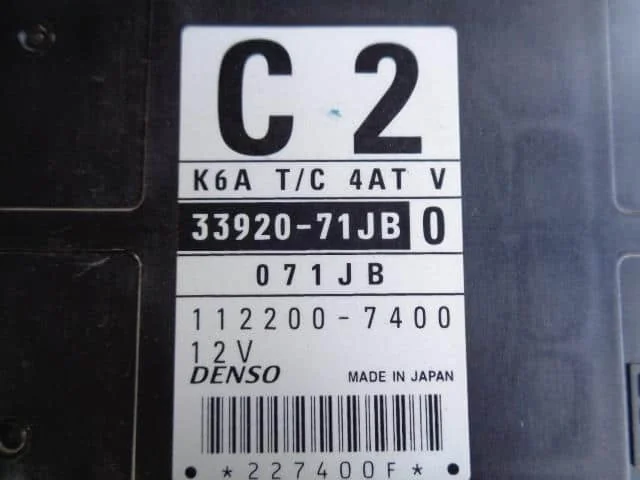 C 2
K6A T/C 4AT V
33920-71JB 0
071JB
112200-7400
12V
DENSO MADE IN JAPAN
*227400F*